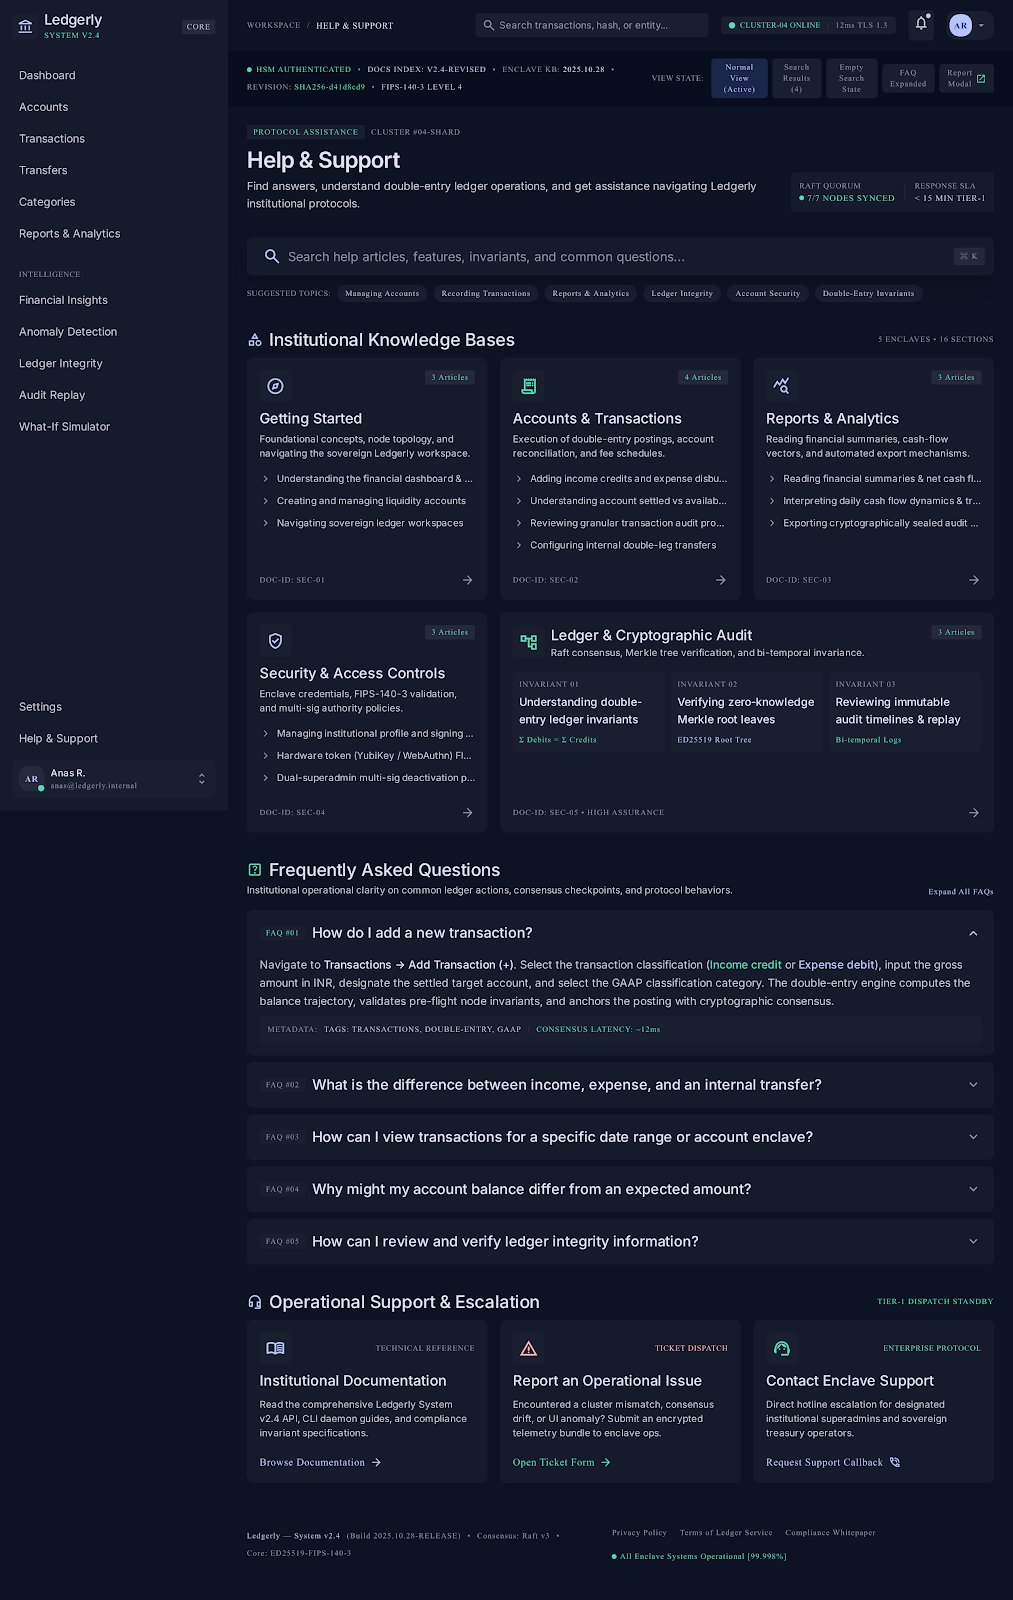 Ledgerly
SYSTEM V2.4
CORE
Dashboard
Accounts
Transactions
Transfers
Categories
Reports & Analytics
INTELLIGENCE
Financial Insights
Anomaly Detection
Ledger Integrity
Audit Replay
What-If Simulator
Settings
Help & Support
AR
Anas R.
anas@ledgerly.internal
WORKSPACE / HELP & SUPPORT
Search transactions, hash, or entity...
CLUSTER-04 ONLINE | 12ms TLS 1.3
AR
HSM AUTHENTICATED • DOCS INDEX: V2.4-REVISED • ENCLAVE KB: 2025.10.28 •
REVISION: SHA256-d41d8cd9 • FIPS-140-3 LEVEL 4
VIEW STATE:
Normal
View
(Active)
Search
Results
(4)
Empty
Search
State
FAQ
Expanded
Report
Modal
PROTOCOL ASSISTANCE CLUSTER #04-SHARD
Help & Support
Find answers, understand double-entry ledger operations, and get assistance navigating Ledgerly
institutional protocols.
RAFT QUORUM
7/7 NODES SYNCED
RESPONSE SLA
< 15 MIN TIER-1
Search help articles, features, invariants, and common questions...
⌘ K
SUGGESTED TOPICS: Managing Accounts Recording Transactions Reports & Analytics Ledger Integrity Account Security Double-Entry Invariants
Institutional Knowledge Bases
5 ENCLAVES • 16 SECTIONS
3 Articles
Getting Started
Foundational concepts, node topology, and
navigating the sovereign Ledgerly workspace.
Understanding the financial dashboard & ...
Creating and managing liquidity accounts
Navigating sovereign ledger workspaces
DOC-ID: SEC-01
4 Articles
Accounts & Transactions
Execution of double-entry postings, account
reconciliation, and fee schedules.
Adding income credits and expense disbu...
Understanding account settled vs availab...
Reviewing granular transaction audit pro...
Configuring internal double-leg transfers
DOC-ID: SEC-02
3 Articles
Reports & Analytics
Reading financial summaries, cash-flow
vectors, and automated export mechanisms.
Reading financial summaries & net cash fl...
Interpreting daily cash flow dynamics & tr...
Exporting cryptographically sealed audit ...
DOC-ID: SEC-03
3 Articles
Security & Access Controls
Enclave credentials, FIPS-140-3 validation,
and multi-sig authority policies.
Managing institutional profile and signing ...
Hardware token (YubiKey / WebAuthn) FI...
Dual-superadmin multi-sig deactivation p...
DOC-ID: SEC-04
Ledger & Cryptographic Audit
Raft consensus, Merkle tree verification, and bi-temporal invariance.
3 Articles
INVARIANT 01
Understanding double-
entry ledger invariants
Σ Debits = Σ Credits
INVARIANT 02
Verifying zero-knowledge
Merkle root leaves
ED25519 Root Tree
INVARIANT 03
Reviewing immutable
audit timelines & replay
Bi-temporal Logs
DOC-ID: SEC-05 • HIGH ASSURANCE
Frequently Asked Questions
Institutional operational clarity on common ledger actions, consensus checkpoints, and protocol behaviors.
Expand All FAQs
FAQ #01 How do I add a new transaction?
Navigate to Transactions → Add Transaction (+). Select the transaction classification (Income credit or Expense debit), input the gross
amount in INR, designate the settled target account, and select the GAAP classification category. The double-entry engine computes the
balance trajectory, validates pre-flight node invariants, and anchors the posting with cryptographic consensus.
METADATA: TAGS: TRANSACTIONS, DOUBLE-ENTRY, GAAP | CONSENSUS LATENCY: ~12ms
FAQ #02 What is the difference between income, expense, and an internal transfer?
FAQ #03 How can I view transactions for a specific date range or account enclave?
FAQ #04 Why might my account balance differ from an expected amount?
FAQ #05 How can I review and verify ledger integrity information?
Operational Support & Escalation
TIER-1 DISPATCH STANDBY
TECHNICAL REFERENCE
Institutional Documentation
Read the comprehensive Ledgerly System
v2.4 API, CLI daemon guides, and compliance
invariant specifications.
Browse Documentation →
TICKET DISPATCH
Report an Operational Issue
Encountered a cluster mismatch, consensus
drift, or UI anomaly? Submit an encrypted
telemetry bundle to enclave ops.
Open Ticket Form →
ENTERPRISE PROTOCOL
Contact Enclave Support
Direct hotline escalation for designated
institutional superadmins and sovereign
treasury operators.
Request Support Callback
Ledgerly — System v2.4 (Build 2025.10.28-RELEASE) • Consensus: Raft v3 •
Core: ED25519-FIPS-140-3
Privacy Policy Terms of Ledger Service Compliance Whitepaper
All Enclave Systems Operational [99.998%]